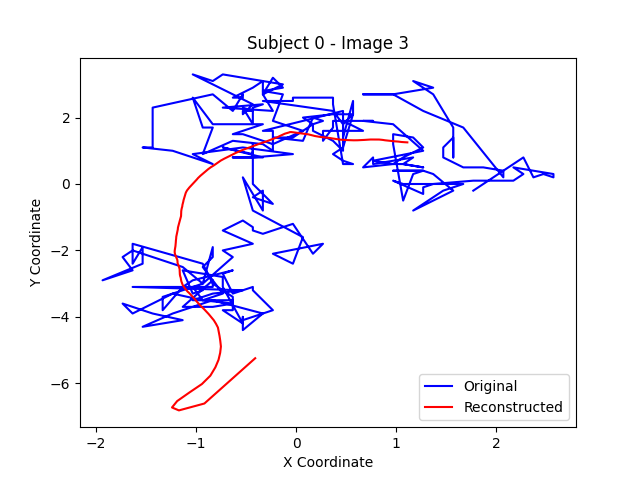 Subject 0 - Image 3
Y Coordinate
2
0
−2
−4
−6
−2
−1
0
1
2
X Coordinate
Original
Reconstructed